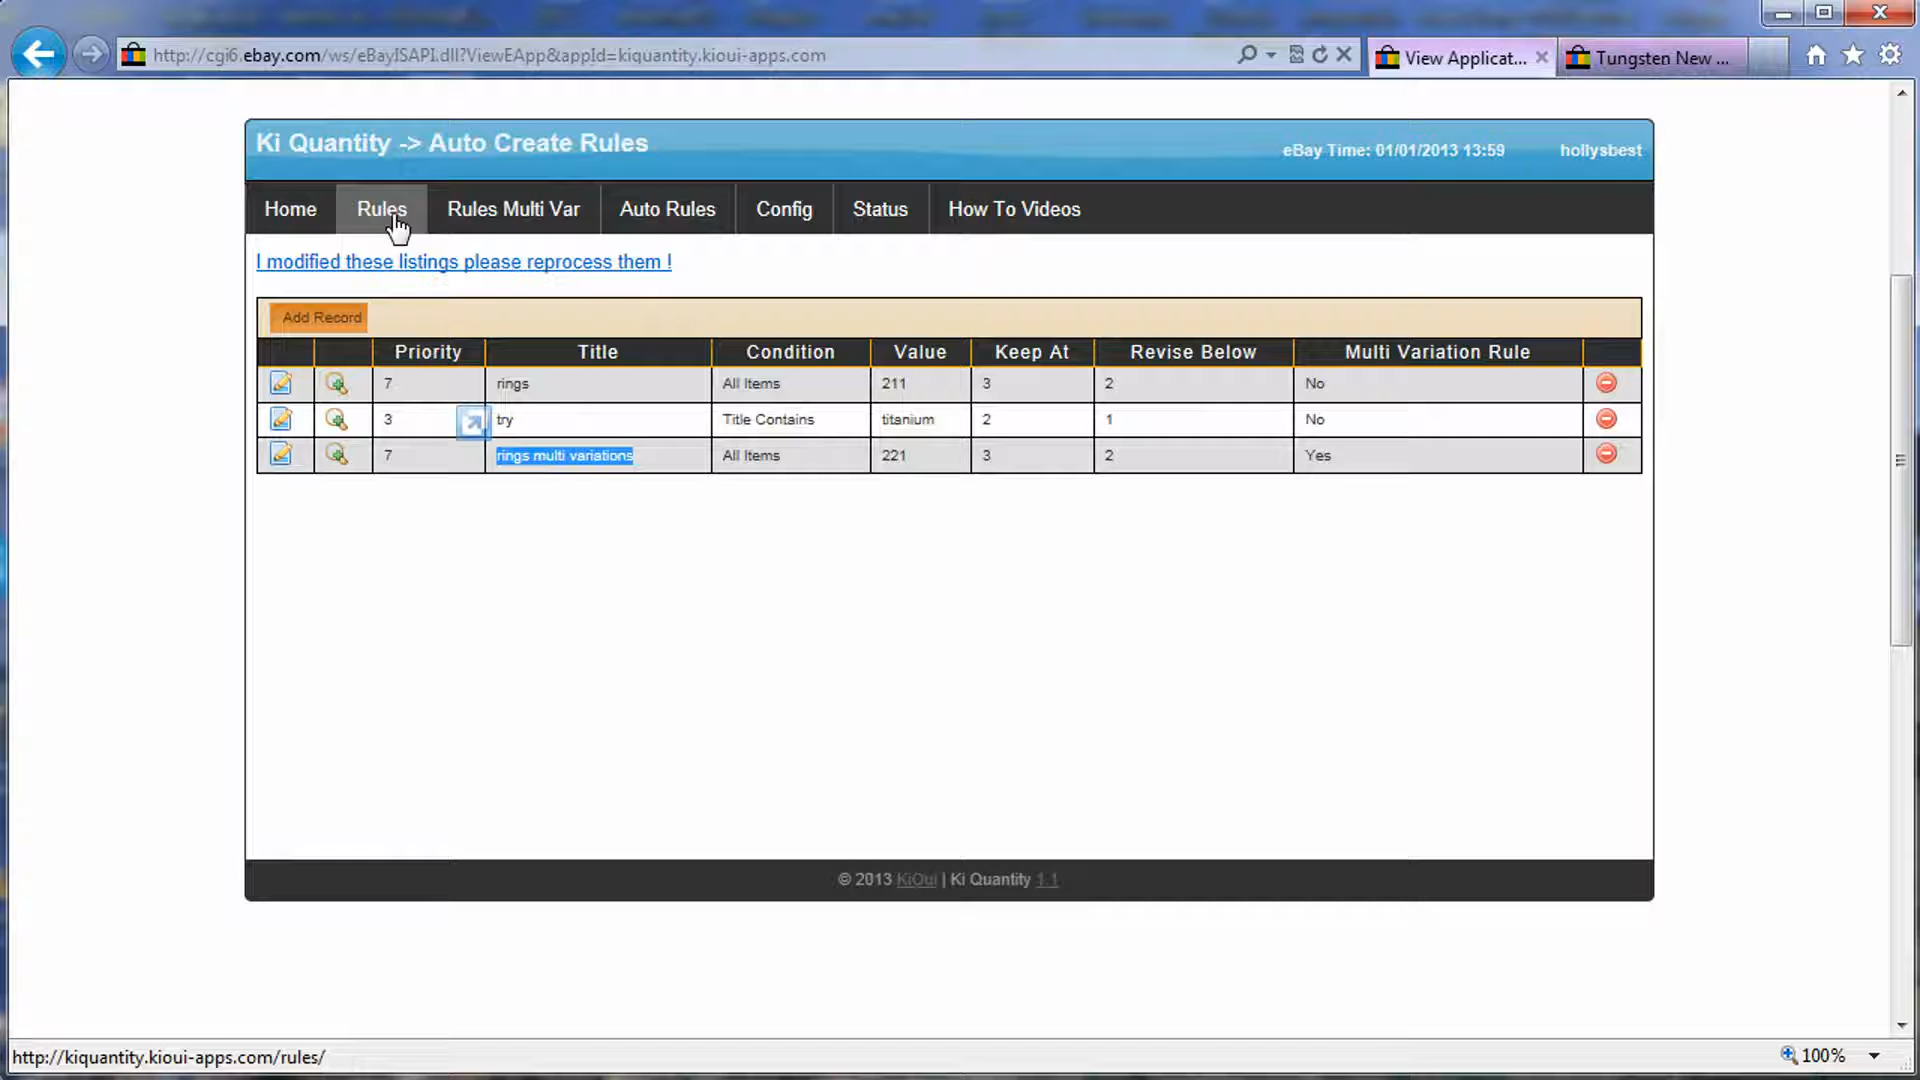 http://cgi6.ebay.com/ws/eBayISAPI.dll?ViewEApp&appId=kiquantity.kioui-apps.com
View Applicat...
Tungsten New ...
Ki Quantity -> Auto Create Rules
eBay Time: 01/01/2013 13:59
hollysbest
Home Rules Rules Multi Var Auto Rules Config Status How To Videos
I modified these listings please reprocess them !
Add Record
Priority Title Condition Value Keep At Revise Below Multi Variation Rule
7 rings All Items 211 3 2 No
3 try Title Contains titanium 2 1 No
7 rings multi variations All Items 221 3 2 Yes
© 2013 KiOui | Ki Quantity 1.1
http://kiquantity.kioui-apps.com/rules/
100%